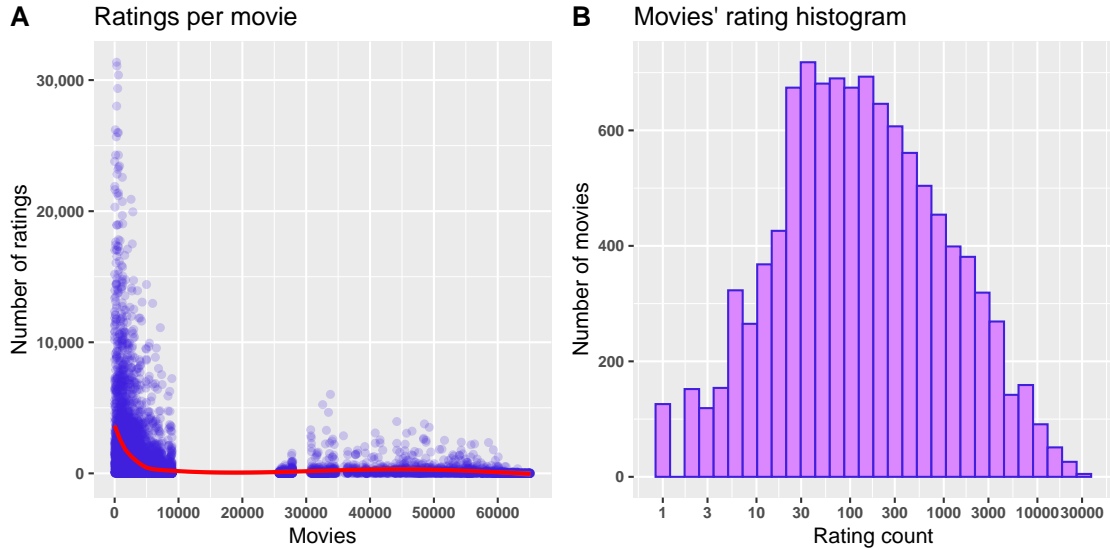 A Ratings per movie
Number of ratings
30,000
20,000
10,000
0
0 10000 20000 30000 40000 50000 60000
Movies
B Movies' rating histogram
Number of movies
600
400
200
0
1 3 10 30 100 300 1000 3000 10000 30000
Rating count